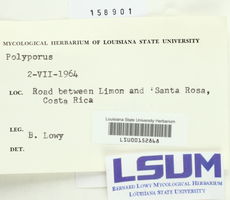 158901
MYCOLOGICAL HERBARIUM OF LOUISIANA STATE UNIVERSITY
Polyporus
2-VII-1964
LOC. Road between Limon and 'Santa Rosa,
Costa Rica
LEG.
B. Lowy
DET.
Louisiana State University Herbarium
LSU00152868
LSUM
BERNARD LOWY MYCOLOGICAL HERBARIUM
LOUISIANA STATE UNIVERSITY